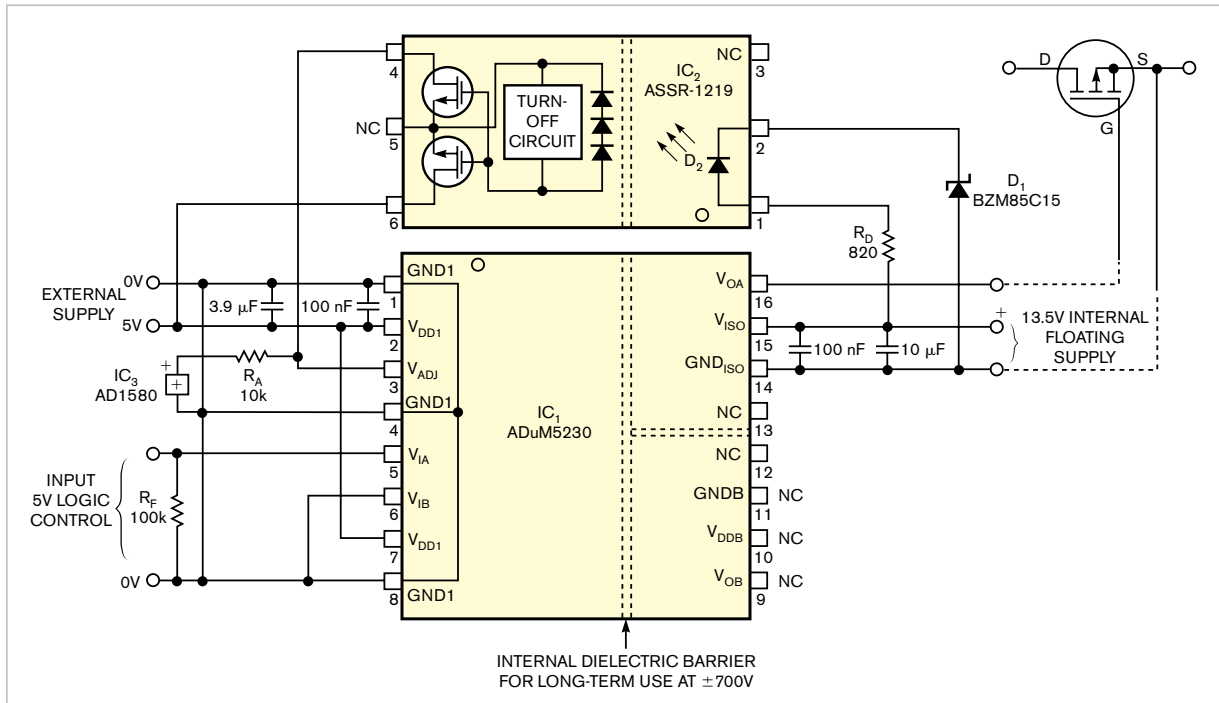 4
NC
5
6
TURN-
OFF
CIRCUIT
IC2
ASSR-1219
D2
NC
3
2
1
D
S
G
D1
BZM85C15
RD
820
EXTERNAL
SUPPLY
0V
5V
3.9 µF
100 nF
IC3
AD1580
+
+
RA
10k
INPUT
5V LOGIC
CONTROL
RF
100k
0V
GND1
1
VDD1
2
VADJ
3
GND1
4
VIA
5
VIB
6
VDD1
7
GND1
8
IC1
ADuM5230
VOA
16
VISO
15
GNDISO
14
NC
13
NC
12
GNDB
NC
11
VDDB
NC
10
VOB
NC
9
100 nF
10 µF
+
13.5V INTERNAL
FLOATING
SUPPLY
INTERNAL DIELECTRIC BARRIER
FOR LONG-TERM USE AT ±700V